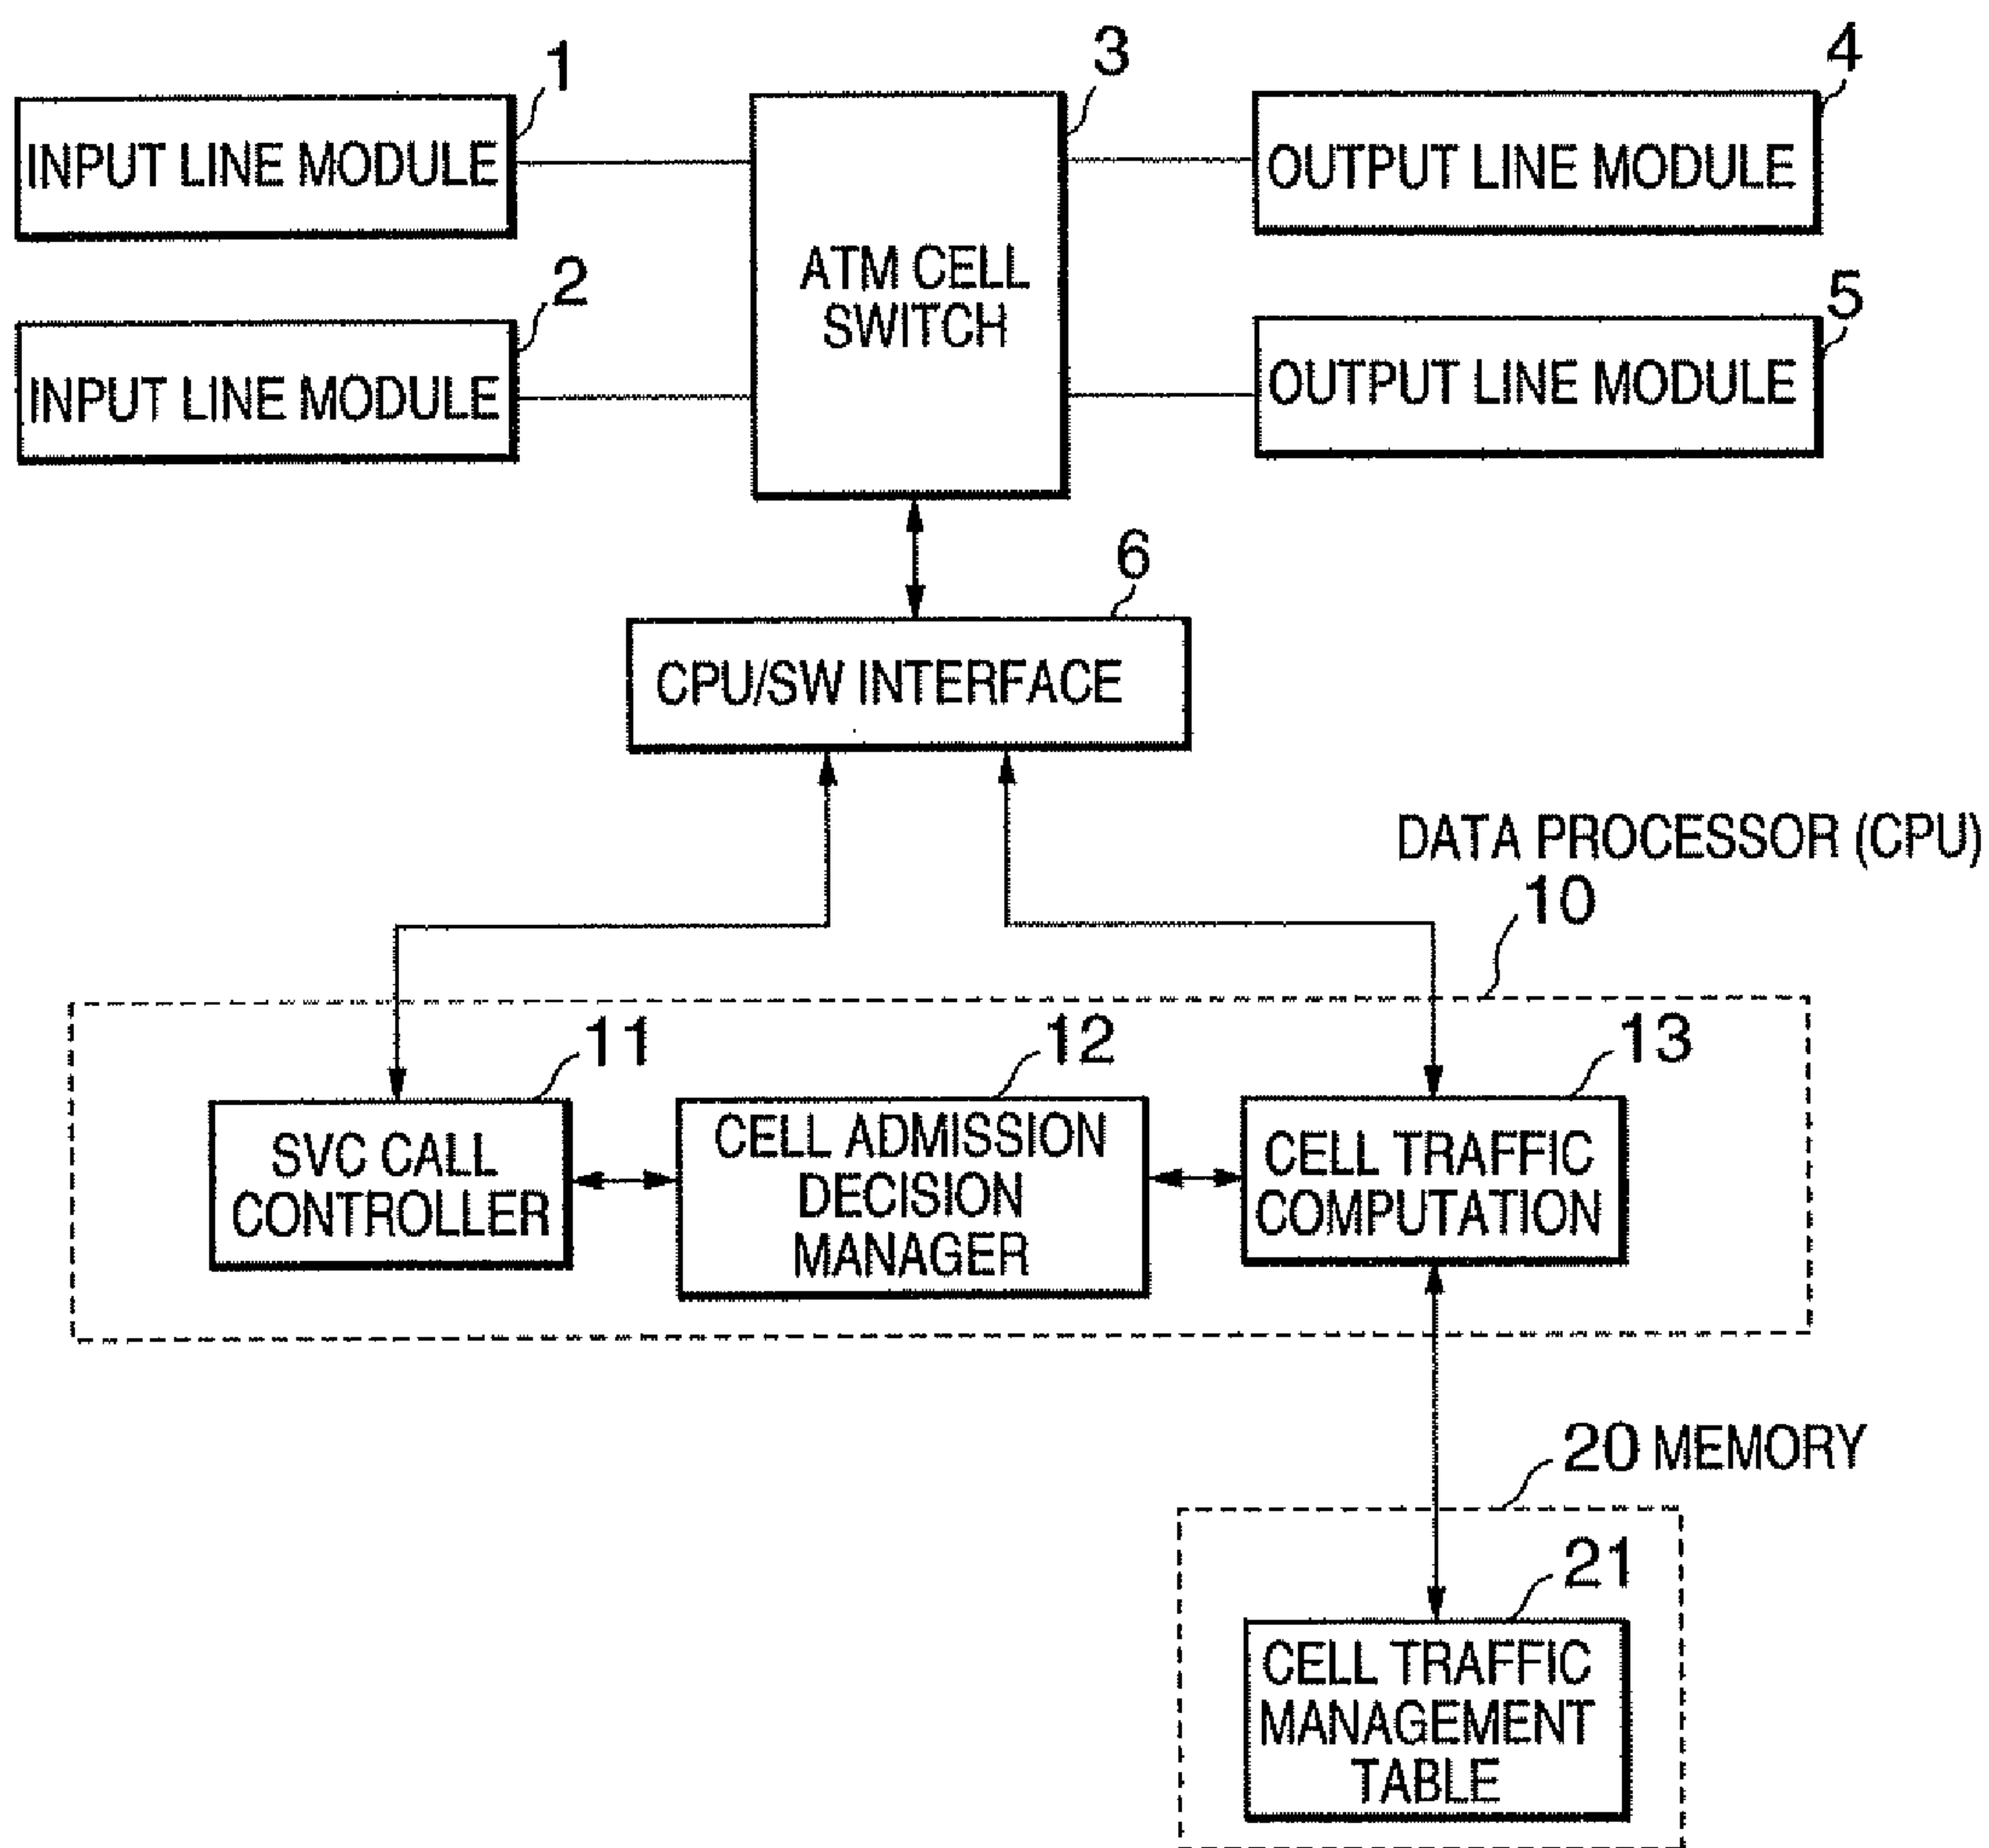 1
3
4
INPUT LINE MODULE
OUTPUT LINE MODULE
ATM CELL
SWITCH
2
5
INPUT LINE MODULE
OUTPUT LINE MODULE
6
CPU/SW INTERFACE
DATA PROCESSOR (CPU)
10
11
12
13
SVC CALL
CONTROLLER
CELL ADMISSION
DECISION
MANAGER
CELL TRAFFIC
COMPUTATION
20 MEMORY
21
CELL TRAFFIC
MANAGEMENT
TABLE